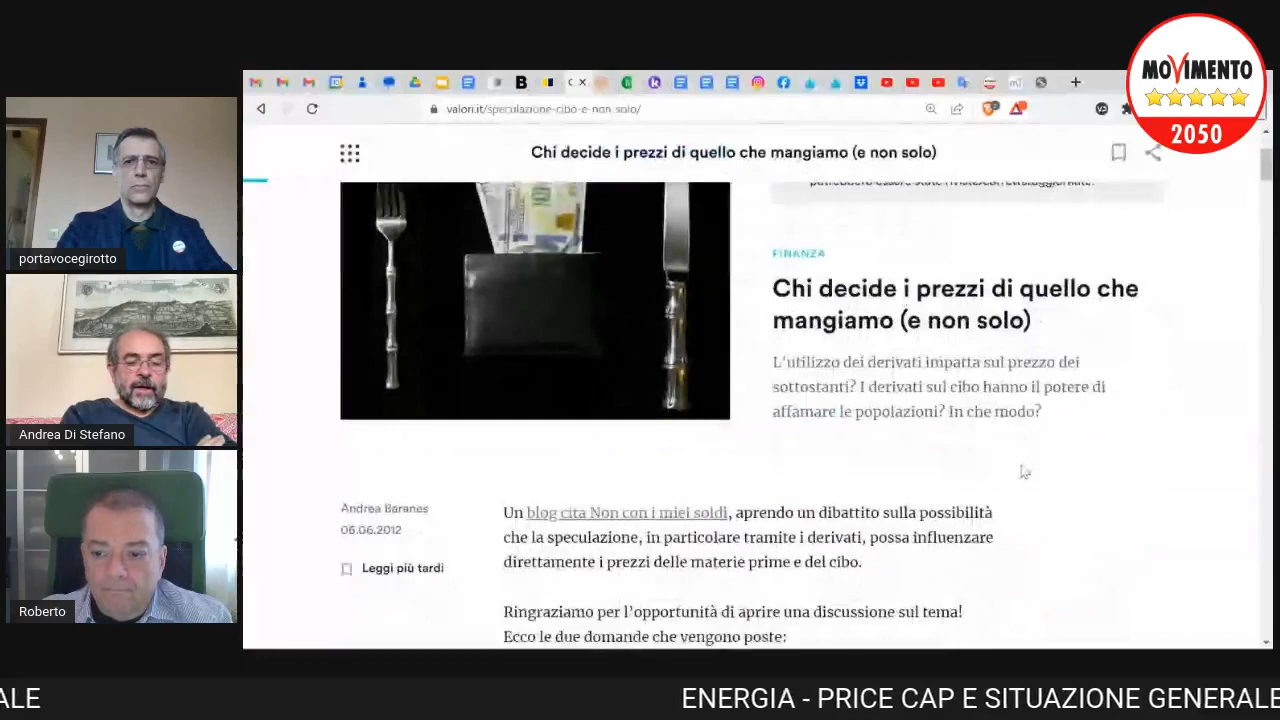 MOVIMENTO
2050
valori.it/speculazione-cibo-e-non-solo/
Chi decide i prezzi di quello che mangiamo (e non solo)
FINANZA
Chi decide i prezzi di quello che
mangiamo (e non solo)
L'utilizzo dei derivati impatta sul prezzo dei
sottostanti? I derivati sul cibo hanno il potere di
affamare le popolazioni? In che modo?
Andrea Baranes
06.06.2012
Leggi più tardi
Un blog cita Non con i miei soldi, aprendo un dibattito sulla possibilità
che la speculazione, in particolare tramite i derivati, possa influenzare
direttamente i prezzi delle materie prime e del cibo.
Ringraziamo per l'opportunità di aprire una discussione sul tema!
Ecco le due domande che vengono poste:
portavocegirotto
Andrea Di Stefano
Roberto
ALE
ENERGIA - PRICE CAP E SITUAZIONE GENERALE